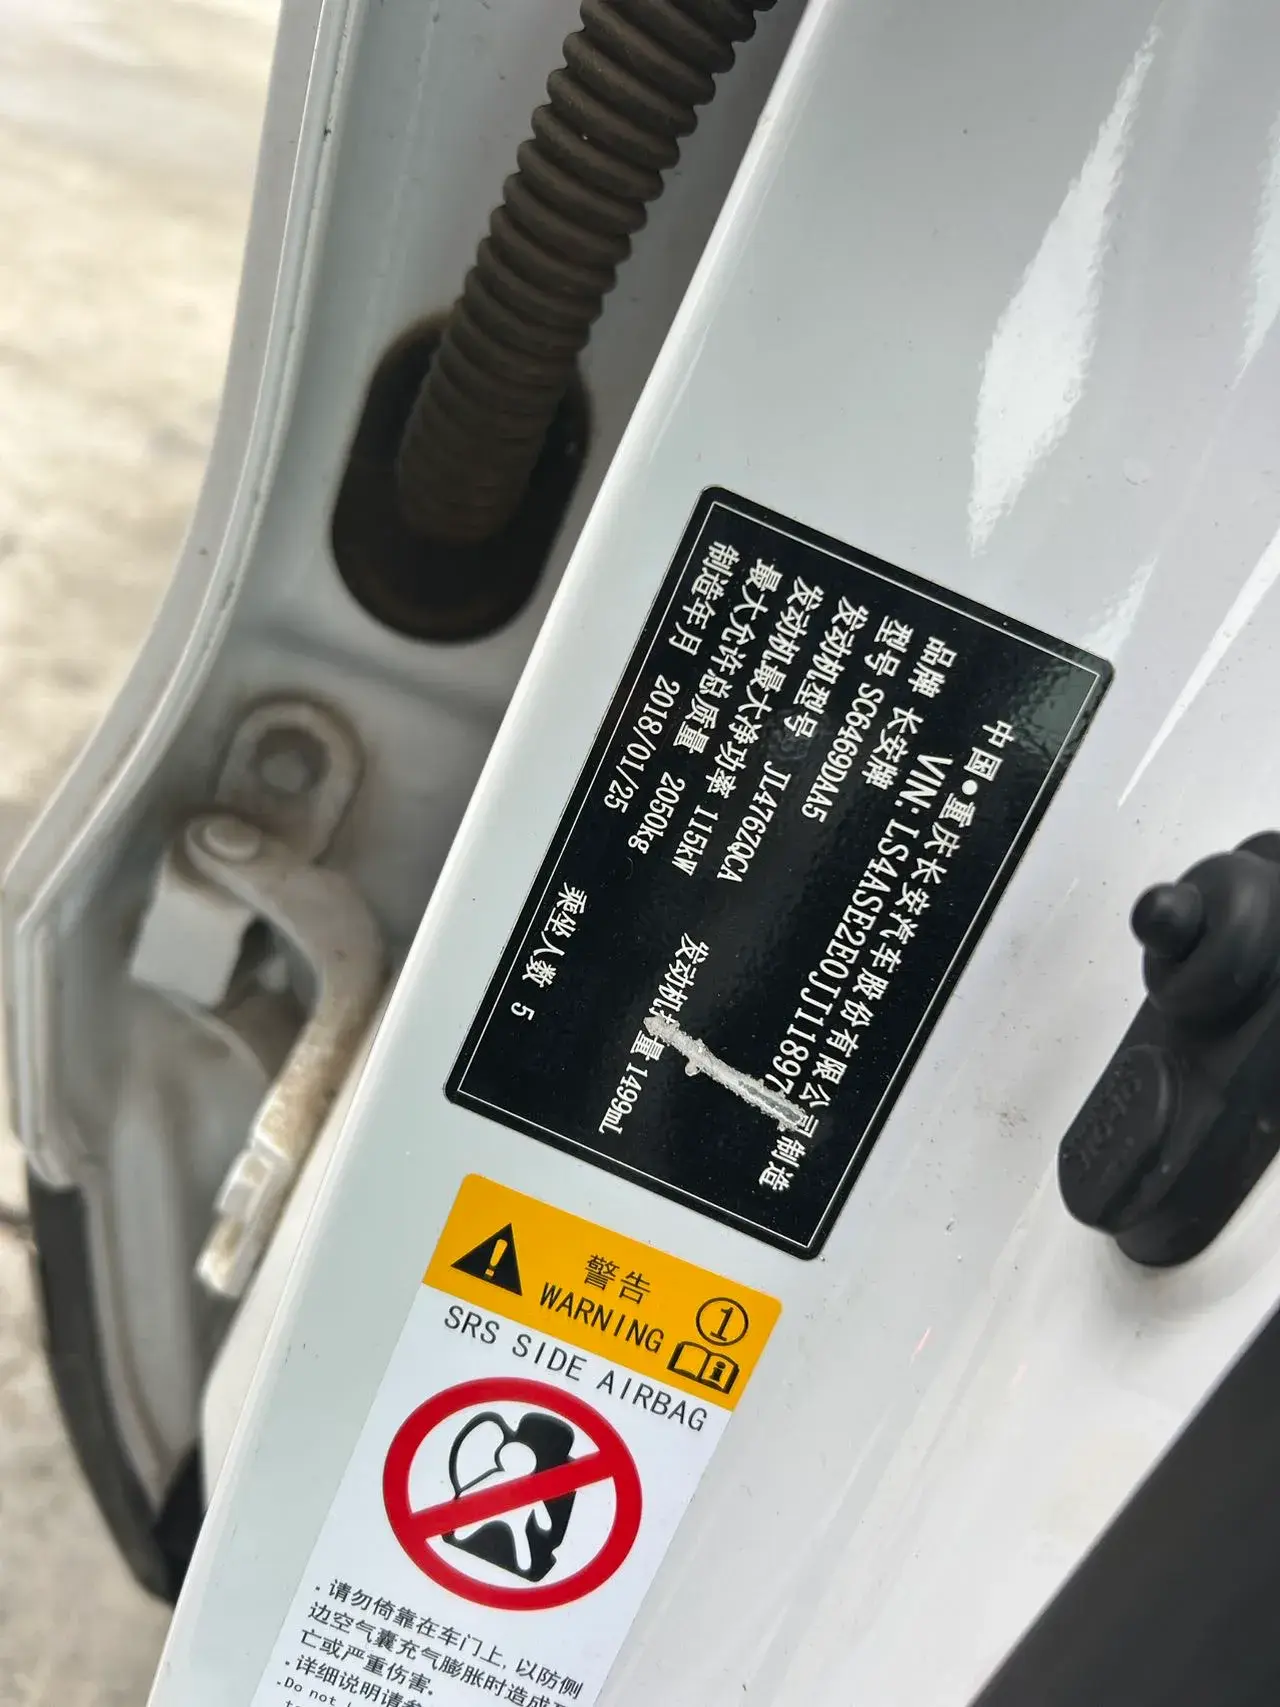 中国•重庆长安汽车股份有限公司制造
VIN: LS4ASE2E0JJ11897
品牌 长安牌
型号 SC6469DAA5
发动机型号 JL476ZQCA
发动机最大净功率 115kW
发动机 量 1499mL
最大允许总质量 2050kg
制造年月 2018/01/25
乘坐人数 5
警告
WARNING
1
SRS SIDE AIRBAG
.请勿倚靠在车门上,以防侧
边空气囊充气膨胀时造成
亡或严重伤害.
.详细说明请参
.Do not